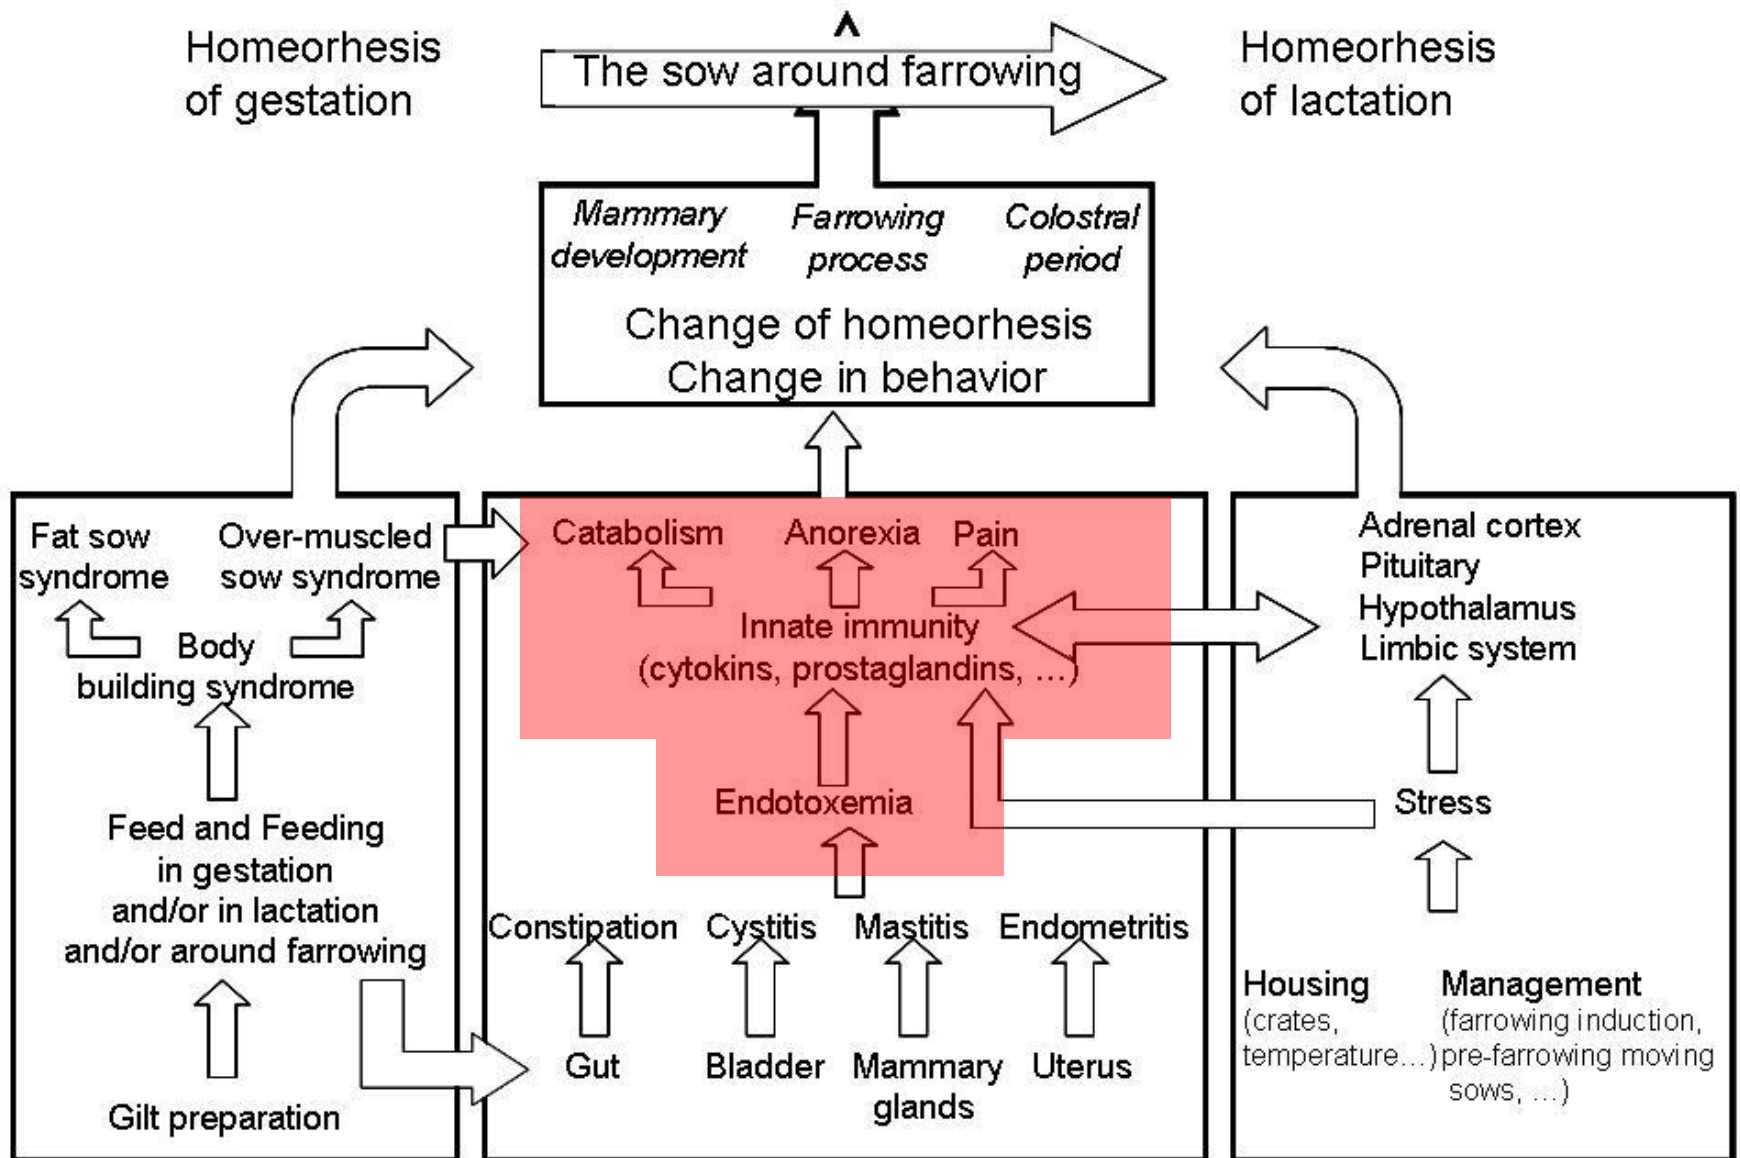 Homeorhesis
of gestation
The sow around farrowing
Homeorhesis
of lactation
Mammary
development
Farrowing
process
Colostral
period
Change of homeorhesis
Change in behavior
Fat sow
syndrome
Over-muscled
sow syndrome
Body
building syndrome
Feed and Feeding
in gestation
and/or in lactation
and/or around farrowing
Gilt preparation
Catabolism
Anorexia
Pain
Innate immunity
(cytokins, prostaglandins, ...)
Endotoxemia
Constipation
Cystitis
Mastitis
Endometritis
Gut
Bladder
Mammary
glands
Uterus
Adrenal cortex
Pituitary
Hypothalamus
Limbic system
Stress
Housing
(crates,
temperature...)
Management
(farrowing induction,
pre-farrowing moving
sows, ...)